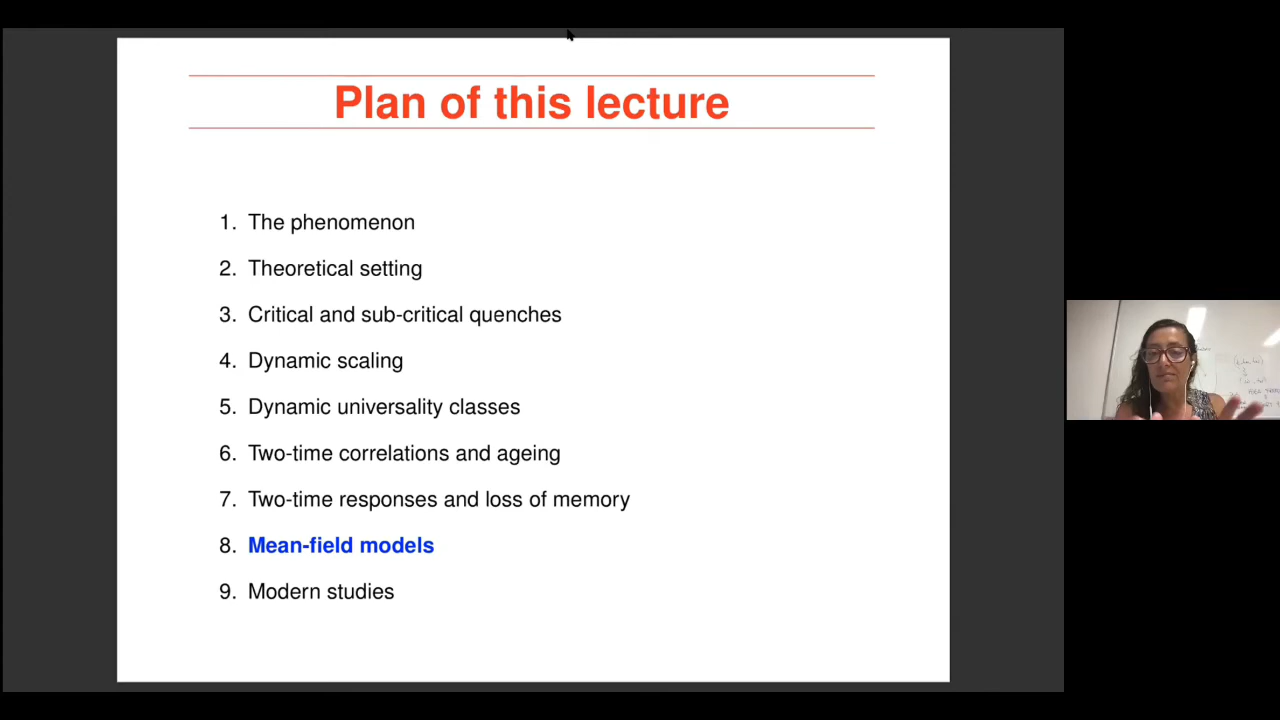 Plan of this lecture
1. The phenomenon
2. Theoretical setting
3. Critical and sub-critical quenches
4. Dynamic scaling
5. Dynamic universality classes
6. Two-time correlations and ageing
7. Two-time responses and loss of memory
8. Mean-field models
9. Modern studies